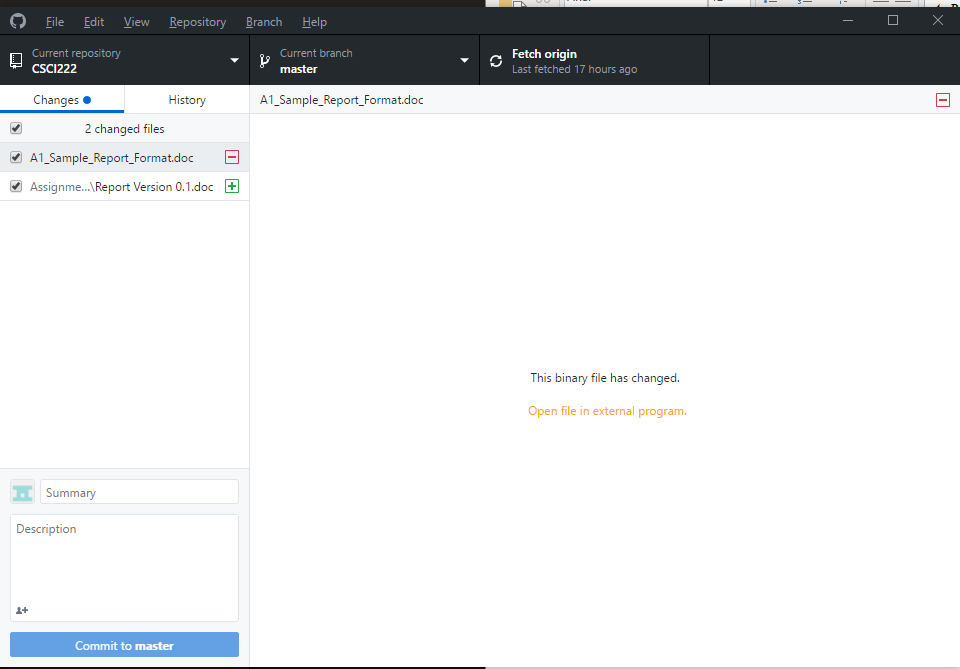 File Edit View Repository Branch Help
Current repository
CSCI222
Current branch
master
Fetch origin
Last fetched 17 hours ago
Changes
History
A1_Sample_Report_Format.doc
2 changed files
A1_Sample_Report_Format.doc
Assignme...\Report Version 0.1.doc
This binary file has changed.
Open file in external program.
Summary
Description
Commit to master